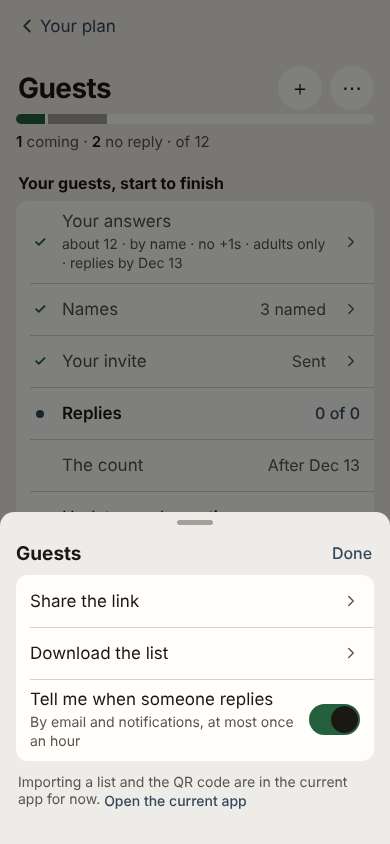 Your plan
Guests
1 coming · 2 no reply · of 12
Your guests, start to finish
Your answers
about 12 · by name · no +1s · adults only
· replies by Dec 13
Names 3 named
Your invite Sent
Replies 0 of 0
The count After Dec 13
Guests Done
Share the link
Download the list
Tell me when someone replies
By email and notifications, at most once
an hour
Importing a list and the QR code are in the current
app for now. Open the current app